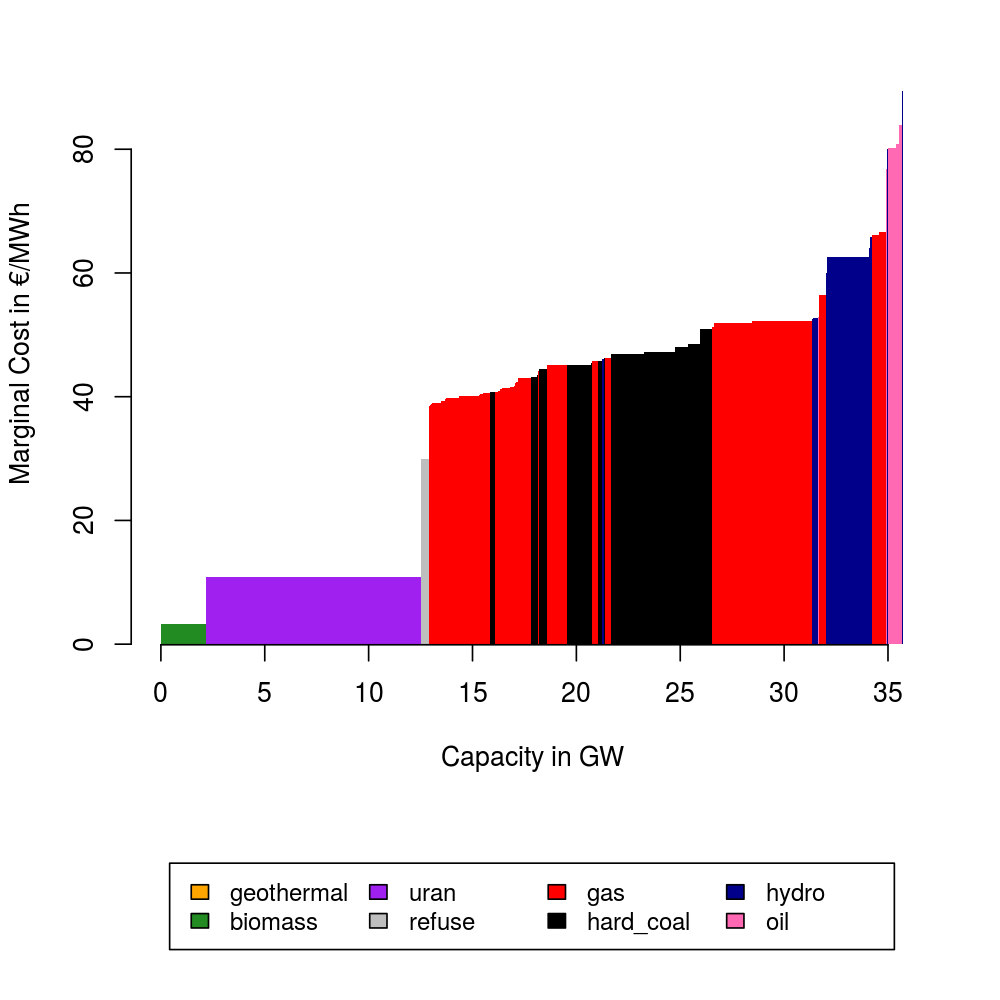 Marginal Cost in €/MWh
80
60
40
20
0
0 5 10 15 20 25 30 35
Capacity in GW
geothermal uran gas hydro
biomass refuse hard_coal oil